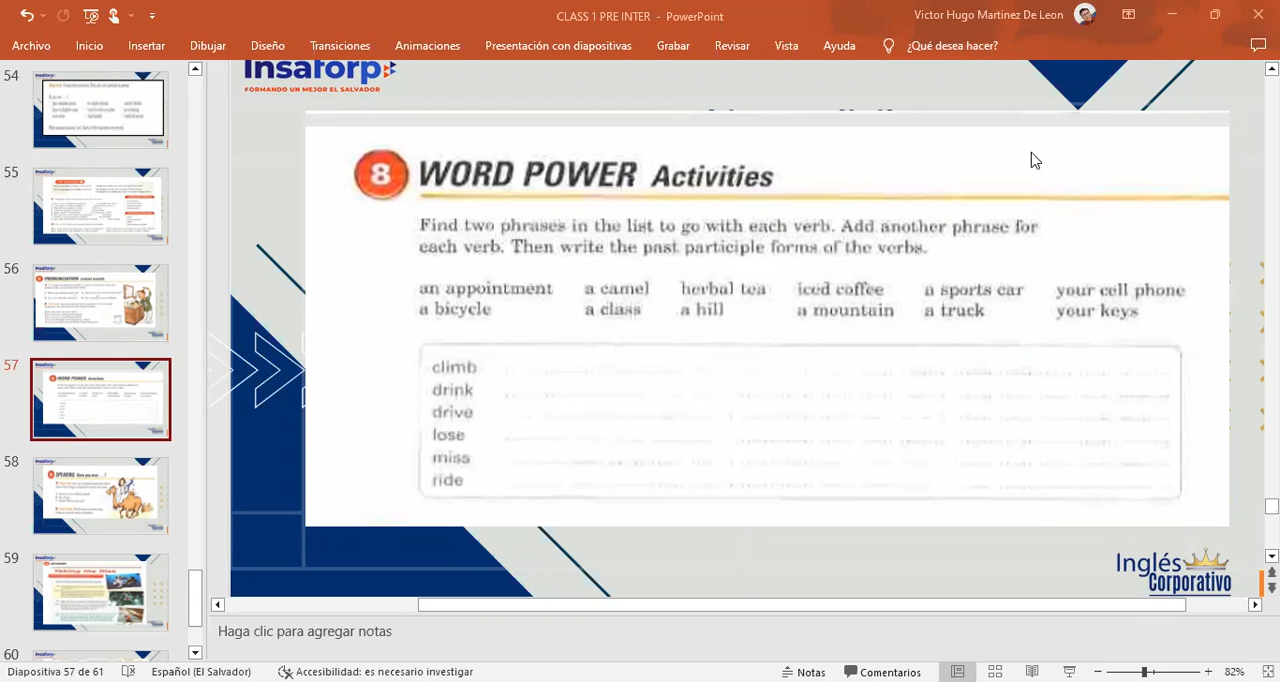 CLASS 1 PRE INTER - PowerPoint
Victor Hugo Martinez De Leon
Archivo Inicio Insertar Dibujar Diseño Transiciones Animaciones Presentación con diapositivas Grabar Revisar Vista Ayuda ¿Qué desea hacer?
54
55
56
57
58
59
60
Insaforp
FORMANDO UN MEJOR EL SALVADOR
8 WORD POWER Activities
Find two phrases in the list to go with each verb. Add another phrase for
each verb. Then write the past participle forms of the verbs.
an appointment a camel herbal tea iced coffee a sports car your cell phone
a bicycle a class a hill a mountain a truck your keys
climb
drink
drive
lose
miss
ride
Inglés
Corporativo
Haga clic para agregar notas
Diapositiva 57 de 61 Español (El Salvador) Accesibilidad: es necesario investigar Notas Comentarios 82%